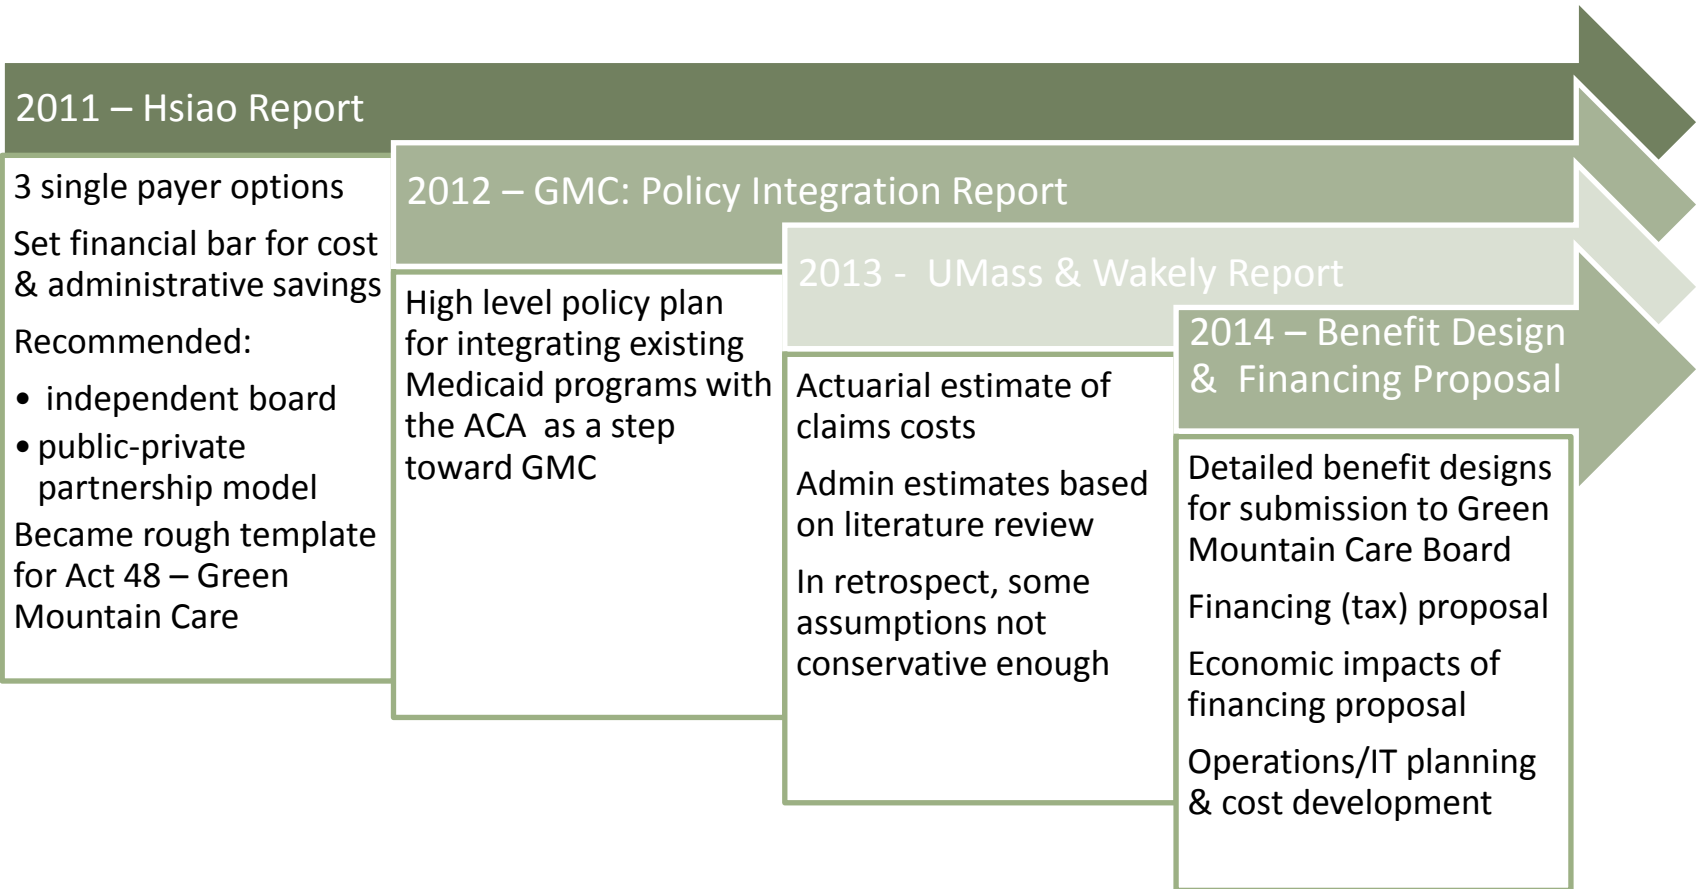 2011 – Hsiao Report
3 single payer options
Set financial bar for cost
& administrative savings
Recommended:
• independent board
• public-private
partnership model
Became rough template
for Act 48 – Green
Mountain Care
2012 – GMC: Policy Integration Report
High level policy plan
for integrating existing
Medicaid programs with
the ACA as a step
toward GMC
2013 - UMass & Wakely Report
Actuarial estimate of
claims costs
Admin estimates based
on literature review
In retrospect, some
assumptions not
conservative enough
2014 – Benefit Design
& Financing Proposal
Detailed benefit designs
for submission to Green
Mountain Care Board
Financing (tax) proposal
Economic impacts of
financing proposal
Operations/IT planning
& cost development